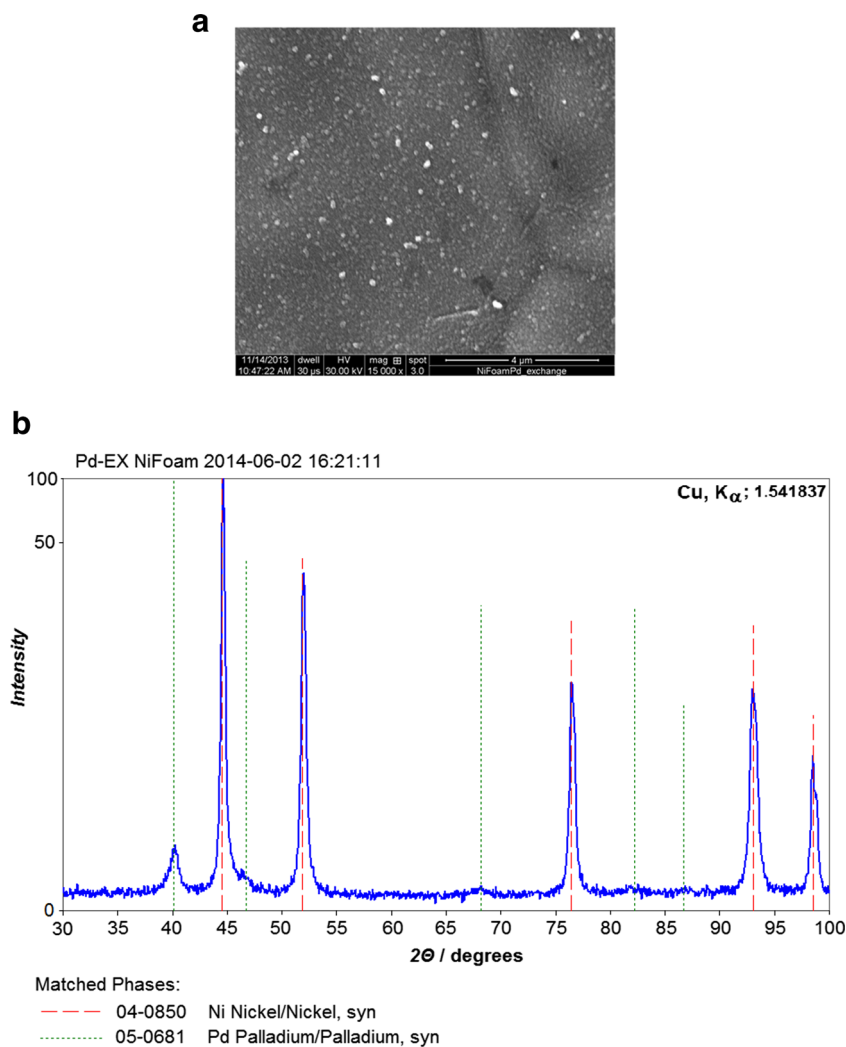 a
11/14/2013 dwell HV mag ⊞ spot 4 µm
10:47:22 AM 30 µs 30.00 kV 15 000 x 3.0 NiFoamPd_exchange
b
Pd-EX NiFoam 2014-06-02 16:21:11
Cu, Kα; 1.541837
100
50
0
Intensity
30 35 40 45 50 55 60 65 70 75 80 85 90 95 100
2Θ / degrees
Matched Phases:
04-0850 Ni Nickel/Nickel, syn
05-0681 Pd Palladium/Palladium, syn